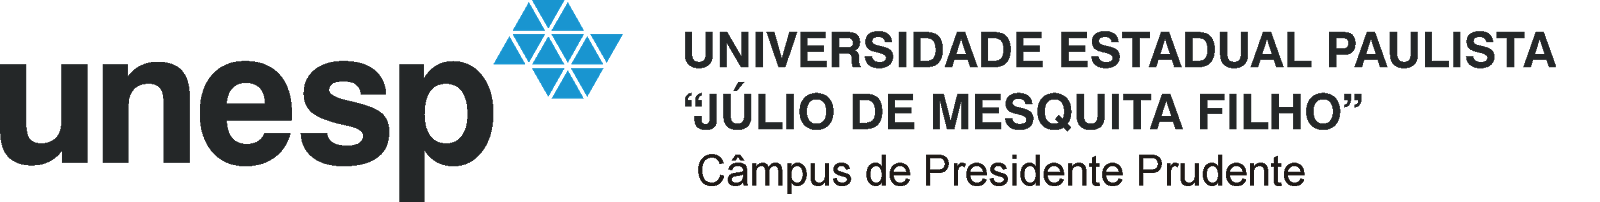 unesp
UNIVERSIDADE ESTADUAL PAULISTA
“JÚLIO DE MESQUITA FILHO”
Câmpus de Presidente Prudente